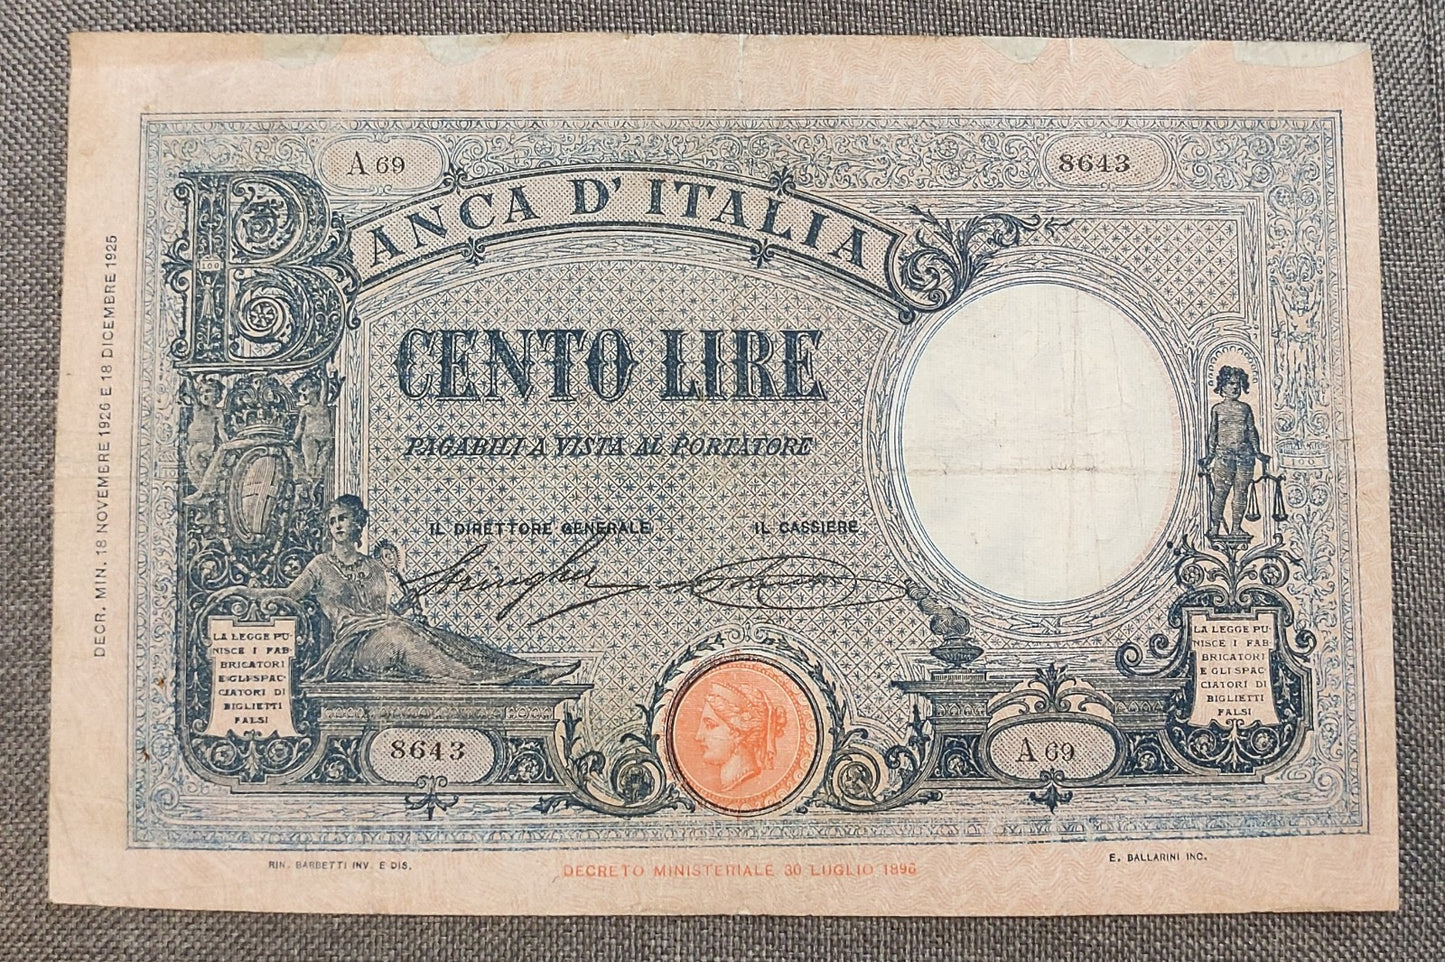 A 69
8643
BANCA D' ITALIA
100
CENTO LIRE
PAGABILI A VISTA AL PORTATORE
IL DIRETTORE GENERALE
IL CASSIERE
Stringher
LA LEGGE PU-
NISCE I FAB
BRICATORI
E GLI SPAC
CIATORI DI
BIGLIETTI
FALSI
LA LEGGE PU-
NISCE I FAB
BRICATORI
E GLI SPAC
CIATORI DI
BIGLIETTI
FALSI
8643
A 69
RIN. BARBETTI INV. E DIS.
DECRETO MINISTERIALE 30 LUGLIO 1896
E. BALLARINI INC.
DECR. MIN. 18 NOVEMBRE 1926 E 18 DICEMBRE 1925